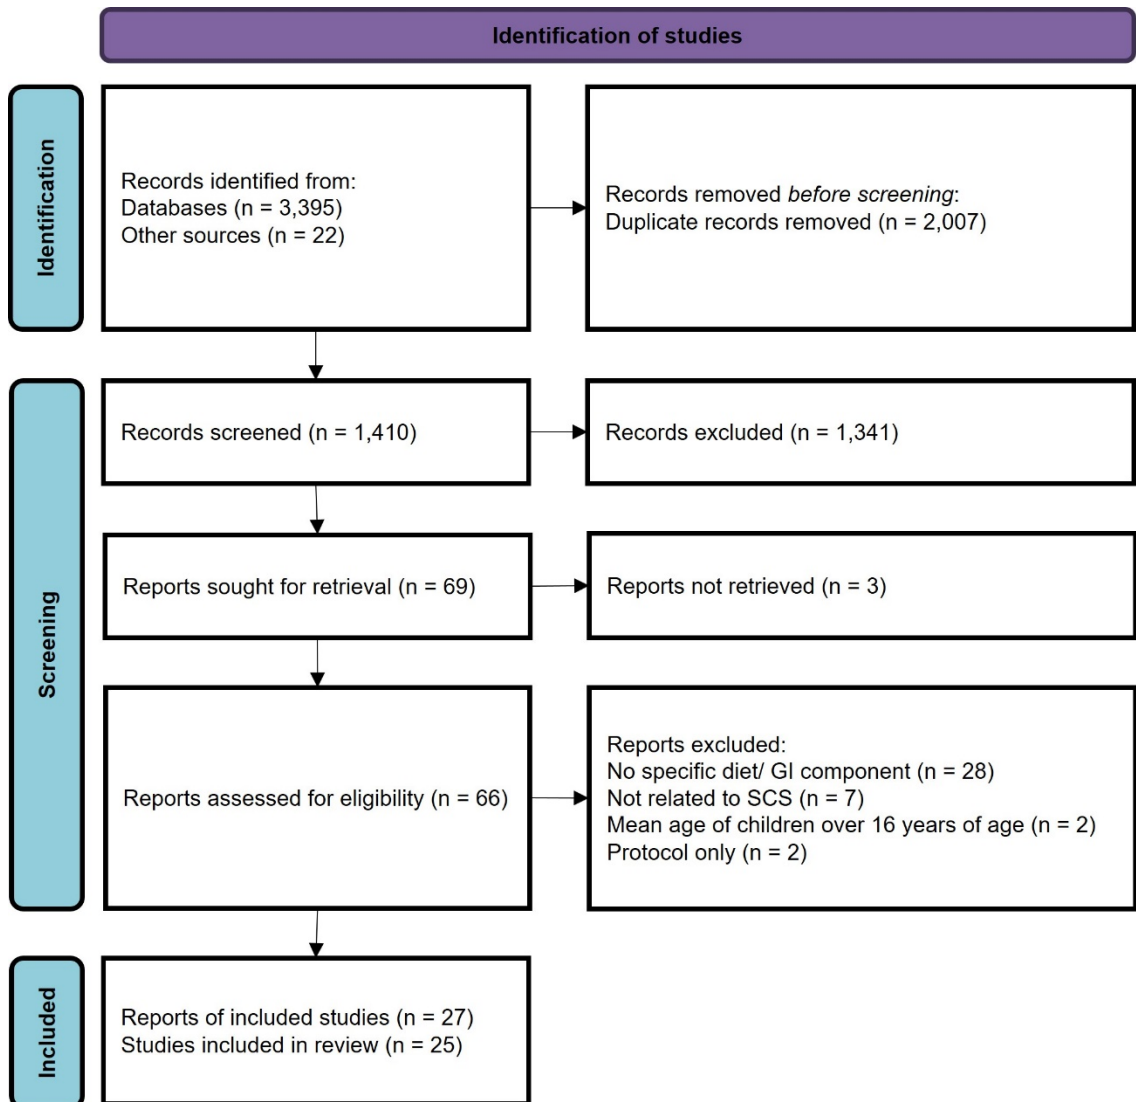 Identification of studies
Identification
Records identified from:
Databases (n = 3,395)
Other sources (n = 22)
Records removed before screening:
Duplicate records removed (n = 2,007)
Screening
Records screened (n = 1,410)
Records excluded (n = 1,341)
Reports sought for retrieval (n = 69)
Reports not retrieved (n = 3)
Reports assessed for eligibility (n = 66)
Reports excluded:
No specific diet/ GI component (n = 28)
Not related to SCS (n = 7)
Mean age of children over 16 years of age (n = 2)
Protocol only (n = 2)
Included
Reports of included studies (n = 27)
Studies included in review (n = 25)